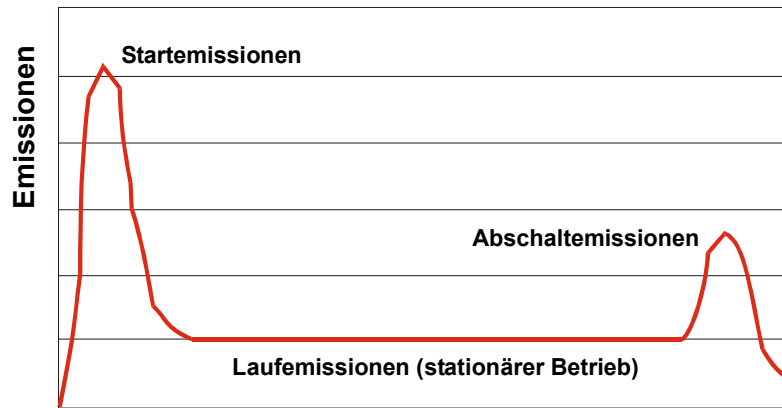 Startemissionen
Emissionen
Abschaltemissionen
Laufemissionen (stationärer Betrieb)